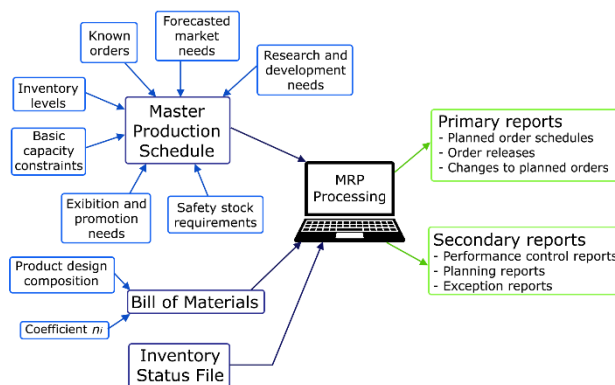 Known
orders
Forecasted
market
needs
Research and
development
needs
Inventory
levels
Master
Production
Schedule
Basic
capacity
constraints
Exibition and
promotion
needs
Safety stock
requirements
MRP
Processing
Primary reports
- Planned order schedules
- Order releases
- Changes to planned orders
Secondary reports
- Performance control reports
- Planning reports
- Exception reports
Product design
composition
Bill of Materials
Coefficient nᵢ
Inventory
Status File